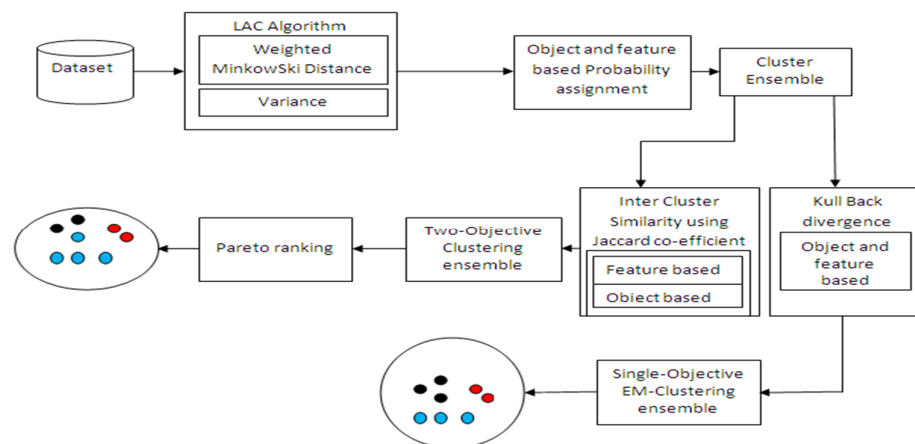 LAC Algorithm
Weighted
MinkowSki Distance
Variance
Dataset
Object and feature
based Probability
assignment
Cluster
Ensemble
Inter Cluster
Similarity using
Jaccard co-efficient
Feature based
Object based
Kull Back
divergence
Object and
feature
based
Two-Objective
Clustering
ensemble
Pareto ranking
Single-Objective
EM-Clustering
ensemble